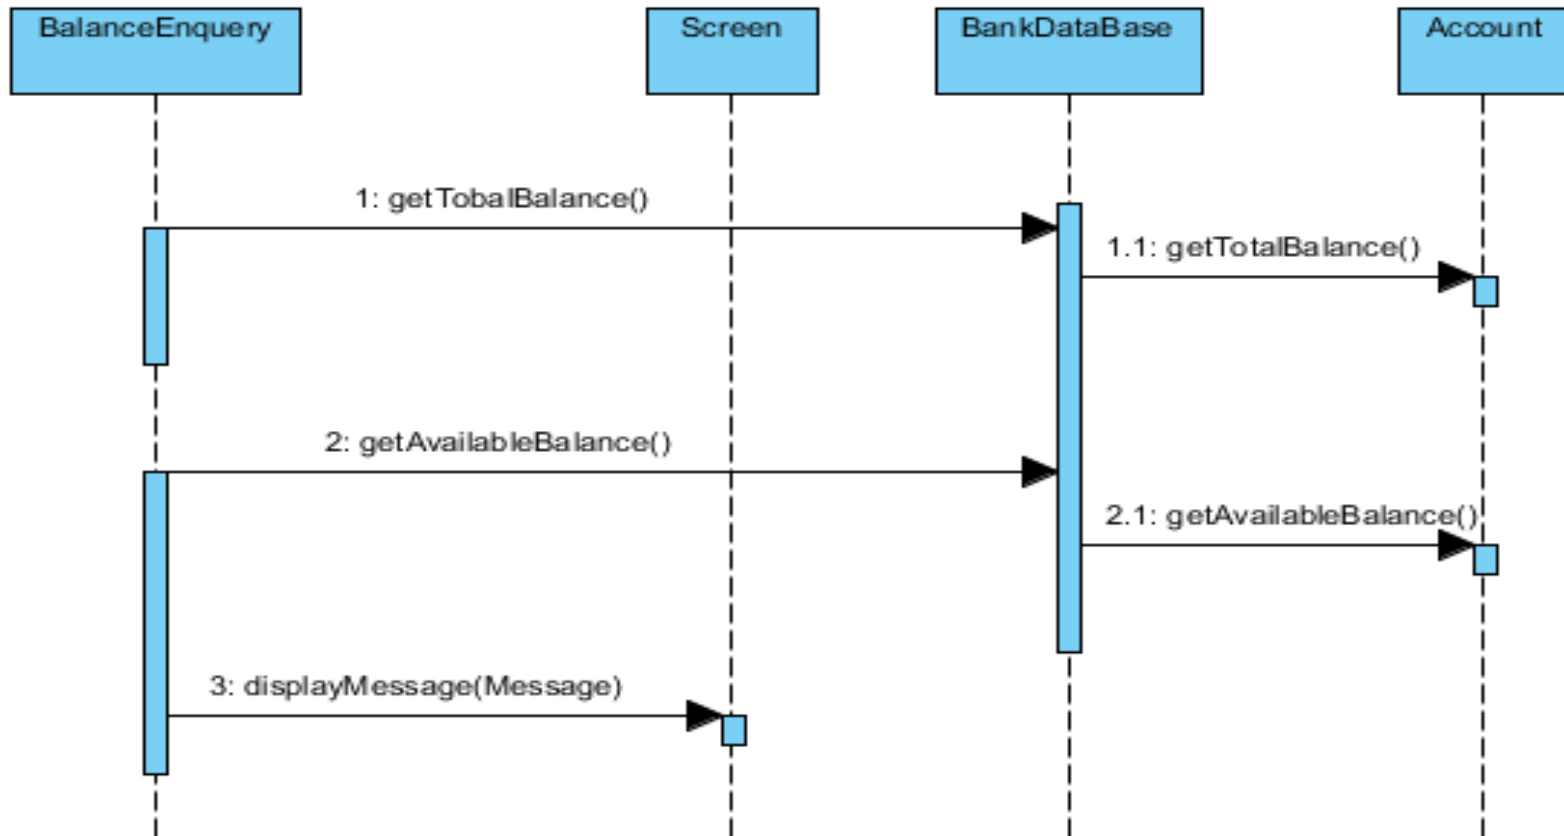 BalanceEnquery
Screen
BankDataBase
Account
1: getTobalBalance()
1.1: getTotalBalance()
2: getAvailableBalance()
2.1: getAvailableBalance()
3: displayMessage(Message)